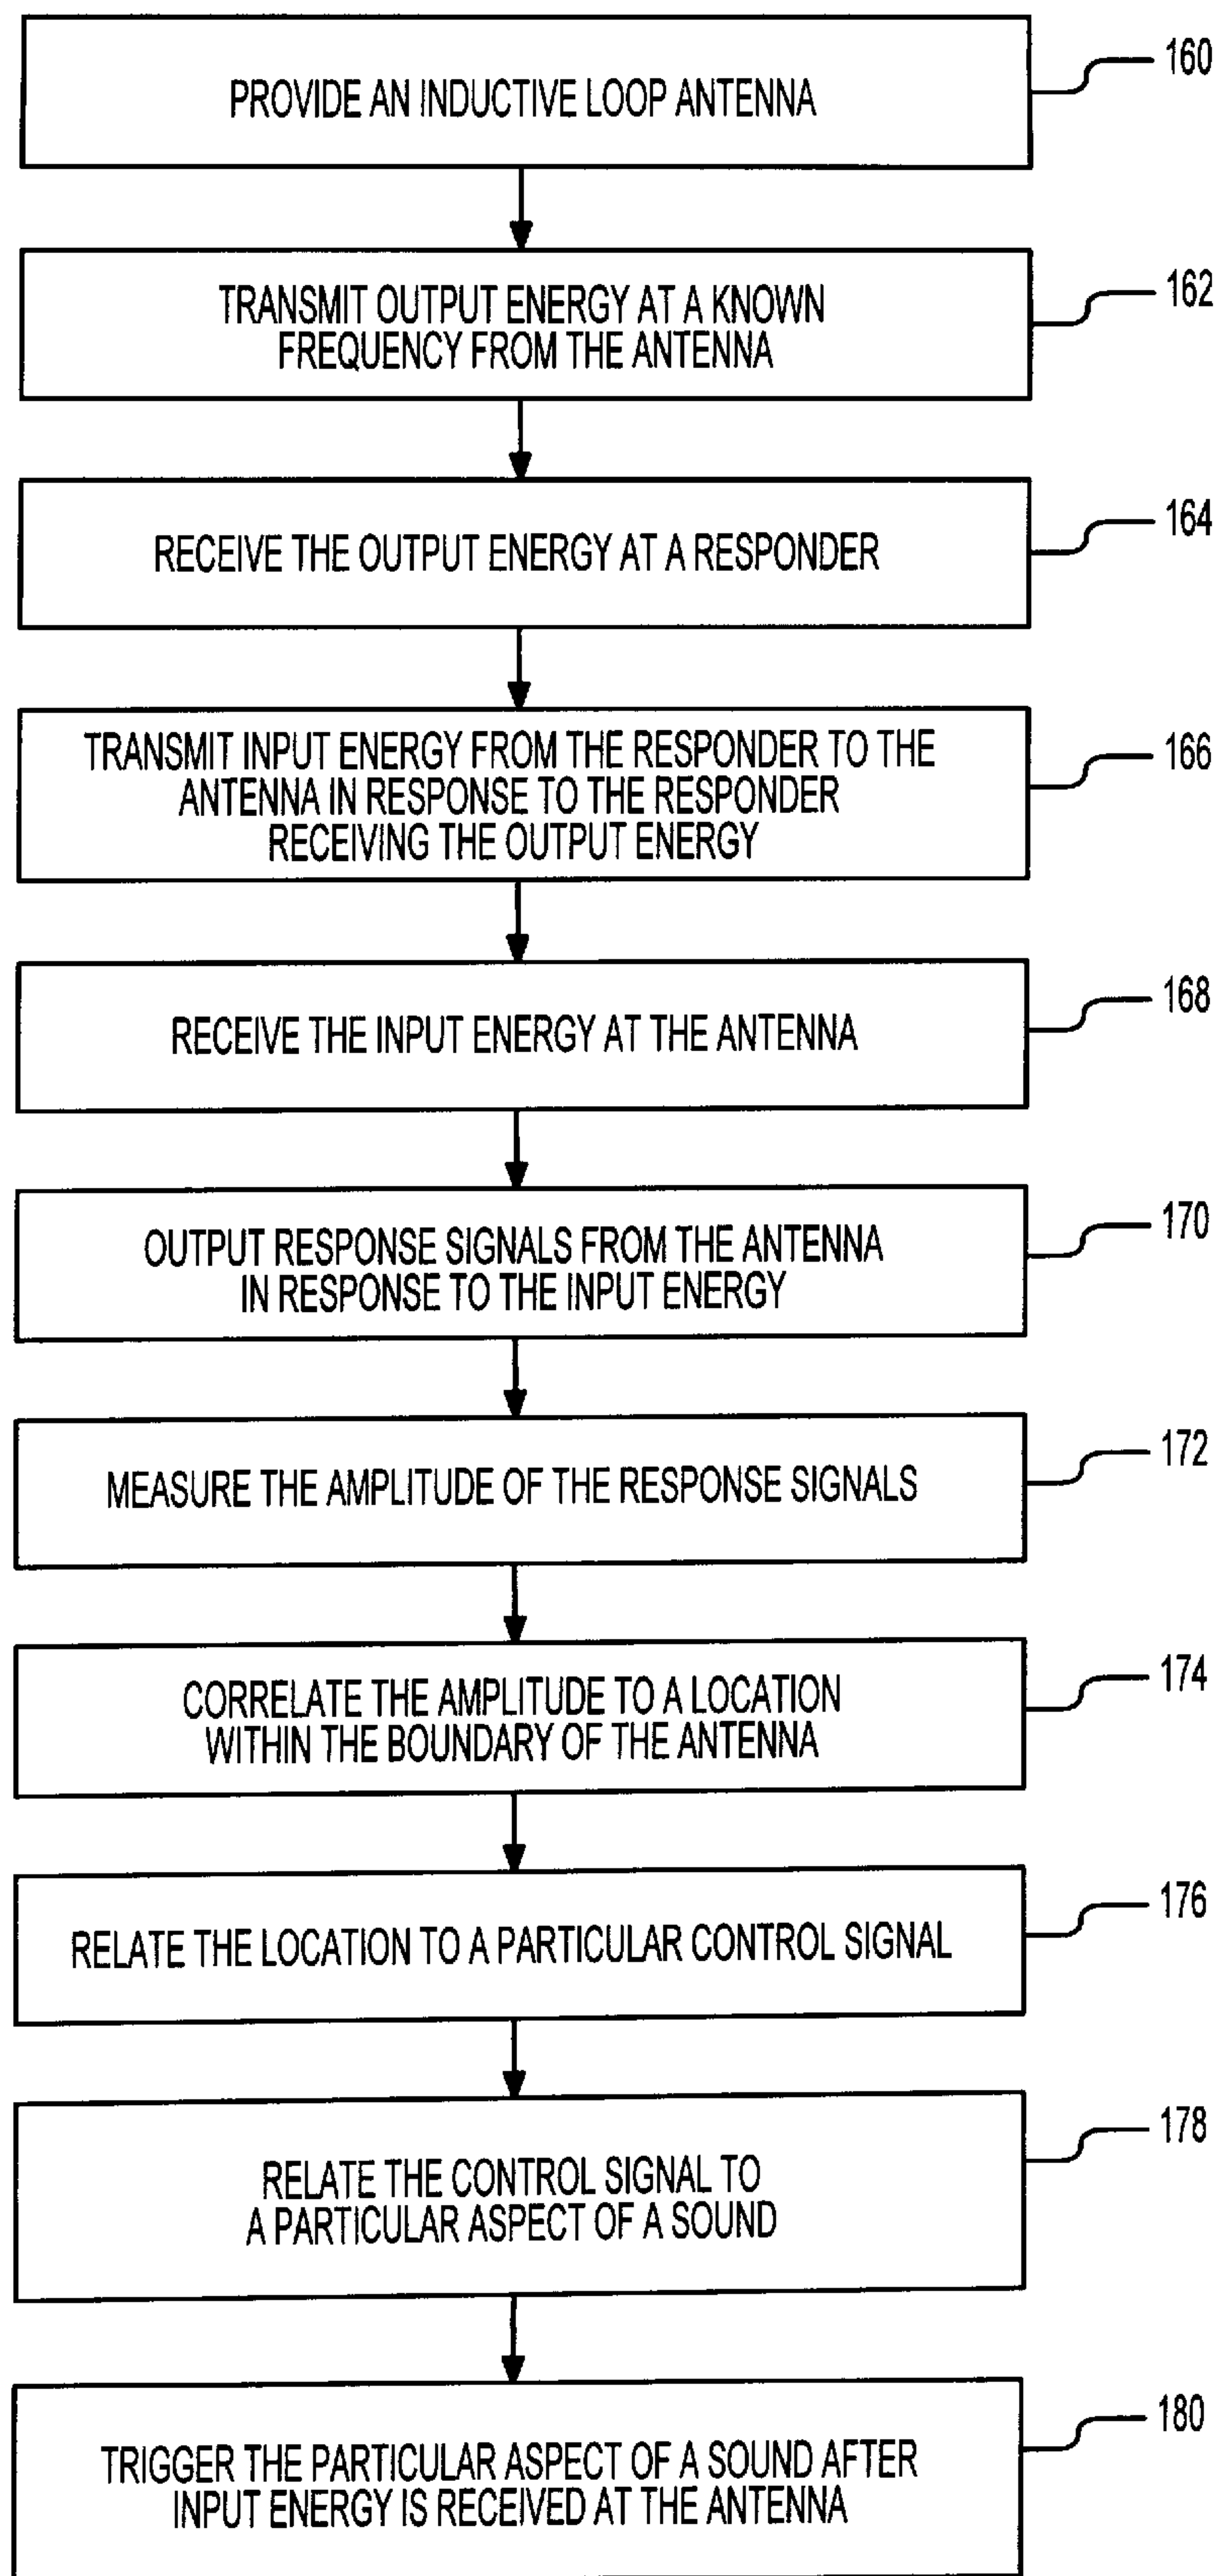 PROVIDE AN INDUCTIVE LOOP ANTENNA
160
TRANSMIT OUTPUT ENERGY AT A KNOWN
FREQUENCY FROM THE ANTENNA
162
RECEIVE THE OUTPUT ENERGY AT A RESPONDER
164
TRANSMIT INPUT ENERGY FROM THE RESPONDER TO THE
ANTENNA IN RESPONSE TO THE RESPONDER
RECEIVING THE OUTPUT ENERGY
166
RECEIVE THE INPUT ENERGY AT THE ANTENNA
168
OUTPUT RESPONSE SIGNALS FROM THE ANTENNA
IN RESPONSE TO THE INPUT ENERGY
170
MEASURE THE AMPLITUDE OF THE RESPONSE SIGNALS
172
CORRELATE THE AMPLITUDE TO A LOCATION
WITHIN THE BOUNDARY OF THE ANTENNA
174
RELATE THE LOCATION TO A PARTICULAR CONTROL SIGNAL
176
RELATE THE CONTROL SIGNAL TO
A PARTICULAR ASPECT OF A SOUND
178
TRIGGER THE PARTICULAR ASPECT OF A SOUND AFTER
INPUT ENERGY IS RECEIVED AT THE ANTENNA
180